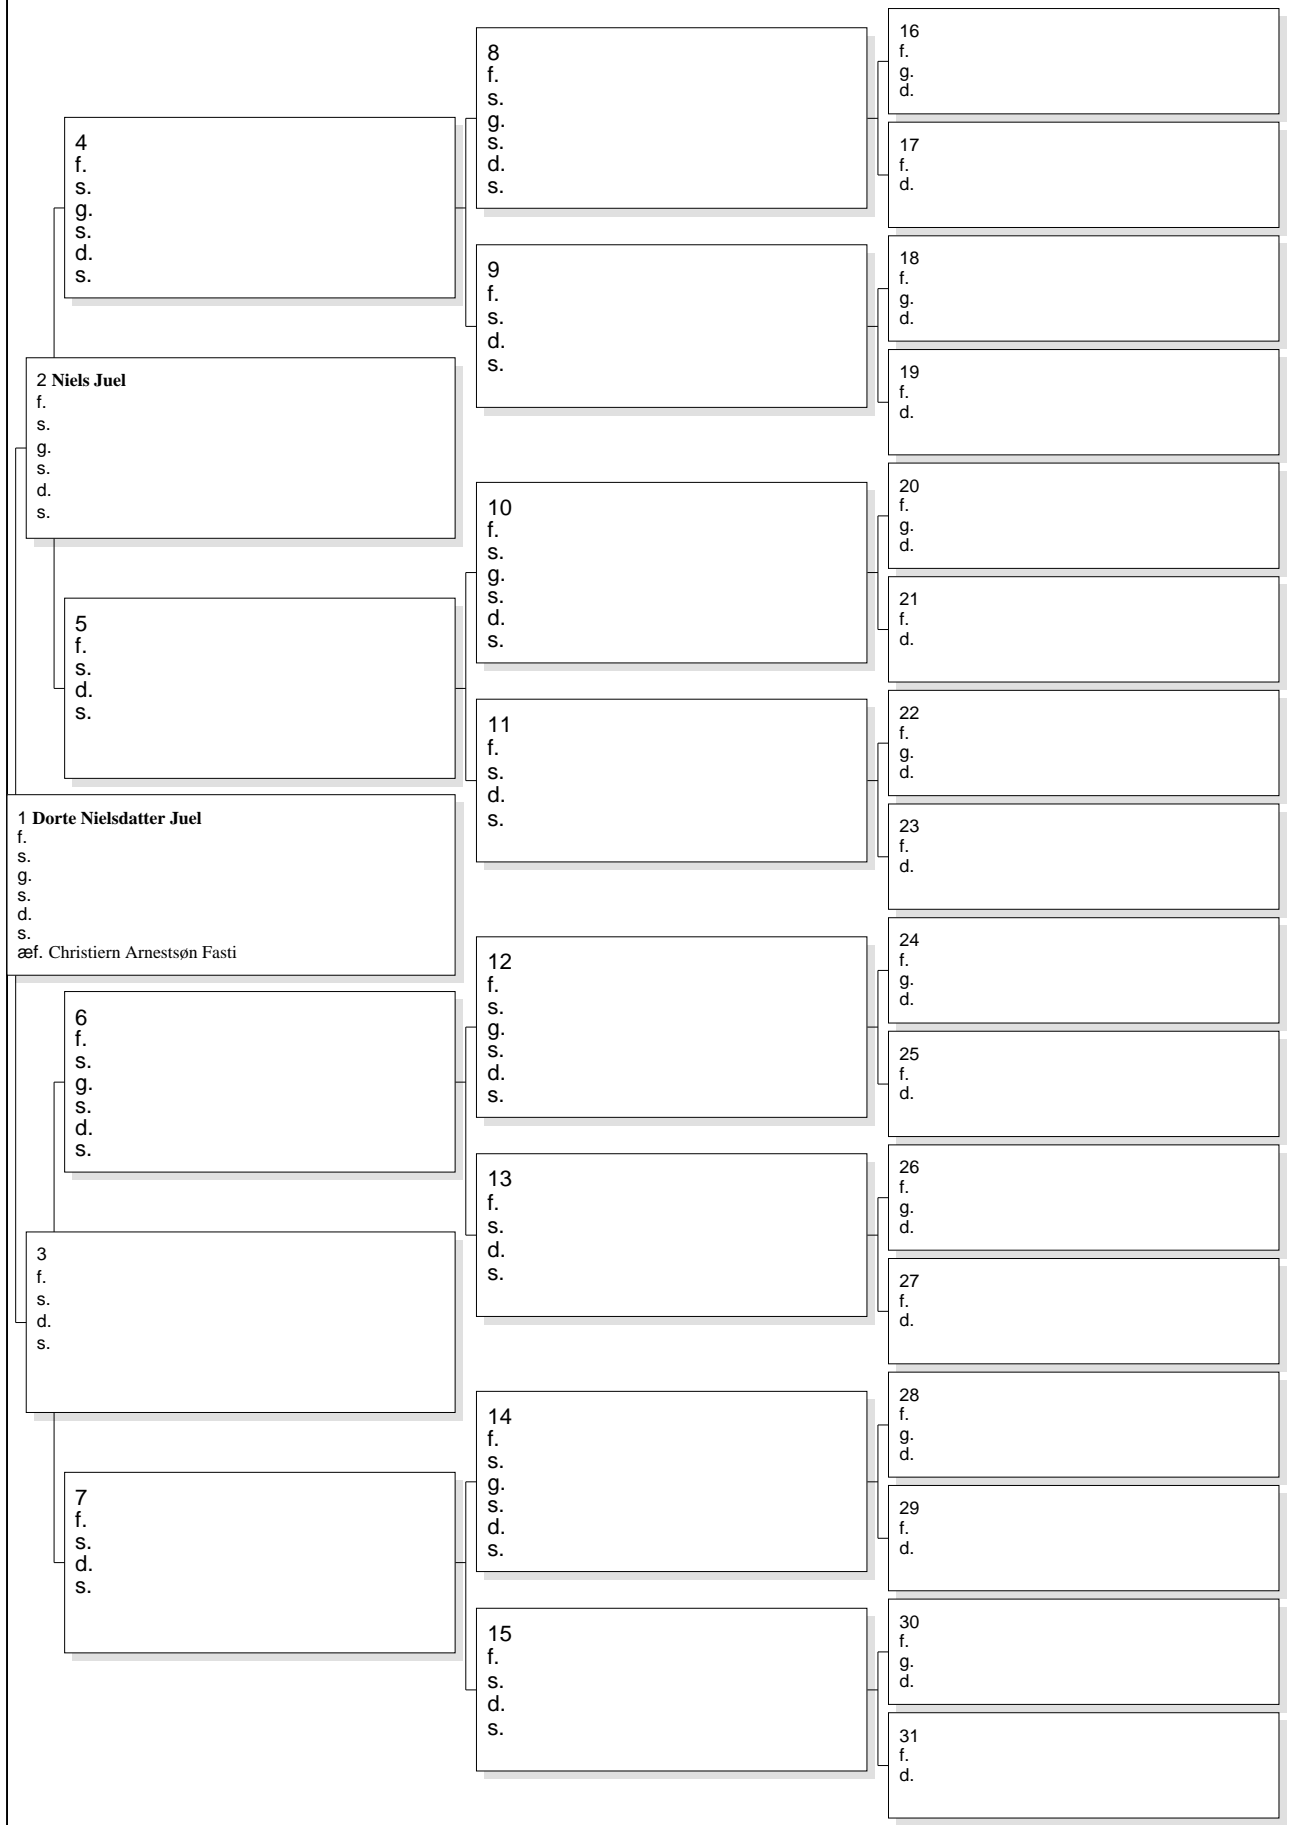 16
f.
g.
d.
8
f.
s.
g.
s.
d.
s.
17
f.
d.
4
f.
s.
g.
s.
d.
s.
18
f.
g.
d.
9
f.
s.
d.
s.
19
f.
d.
2 Niels Juel
f.
s.
g.
s.
d.
s.
20
f.
g.
d.
10
f.
s.
g.
s.
d.
s.
21
f.
d.
5
f.
s.
d.
s.
22
f.
g.
d.
11
f.
s.
d.
s.
23
f.
d.
1 Dorte Nielsdatter Juel
f.
s.
g.
s.
d.
s.
æf. Christiern Arnestsøn Fasti
24
f.
g.
d.
12
f.
s.
g.
s.
d.
s.
25
f.
d.
6
f.
s.
g.
s.
d.
s.
26
f.
g.
d.
13
f.
s.
d.
s.
27
f.
d.
3
f.
s.
d.
s.
28
f.
g.
d.
14
f.
s.
g.
s.
d.
s.
29
f.
d.
7
f.
s.
d.
s.
30
f.
g.
d.
15
f.
s.
d.
s.
31
f.
d.